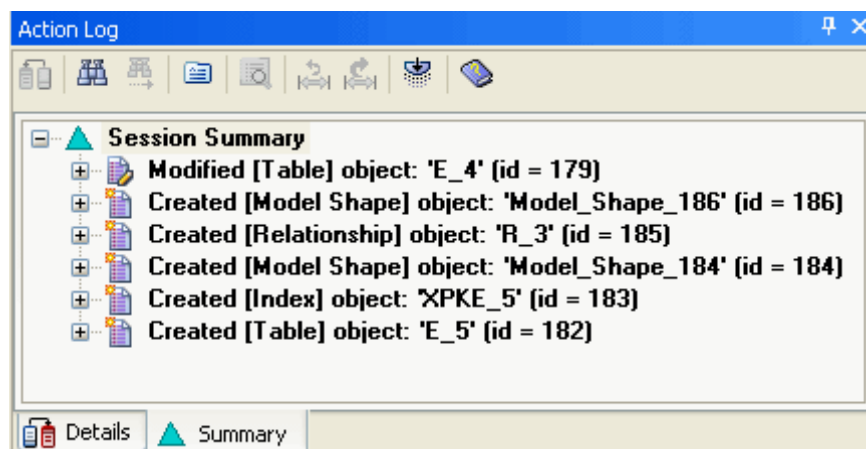 Action Log
Session Summary
Modified [Table] object: 'E_4' (id = 179)
Created [Model Shape] object: 'Model_Shape_186' (id = 186)
Created [Relationship] object: 'R_3' (id = 185)
Created [Model Shape] object: 'Model_Shape_184' (id = 184)
Created [Index] object: 'XPKE_5' (id = 183)
Created [Table] object: 'E_5' (id = 182)
Details Summary